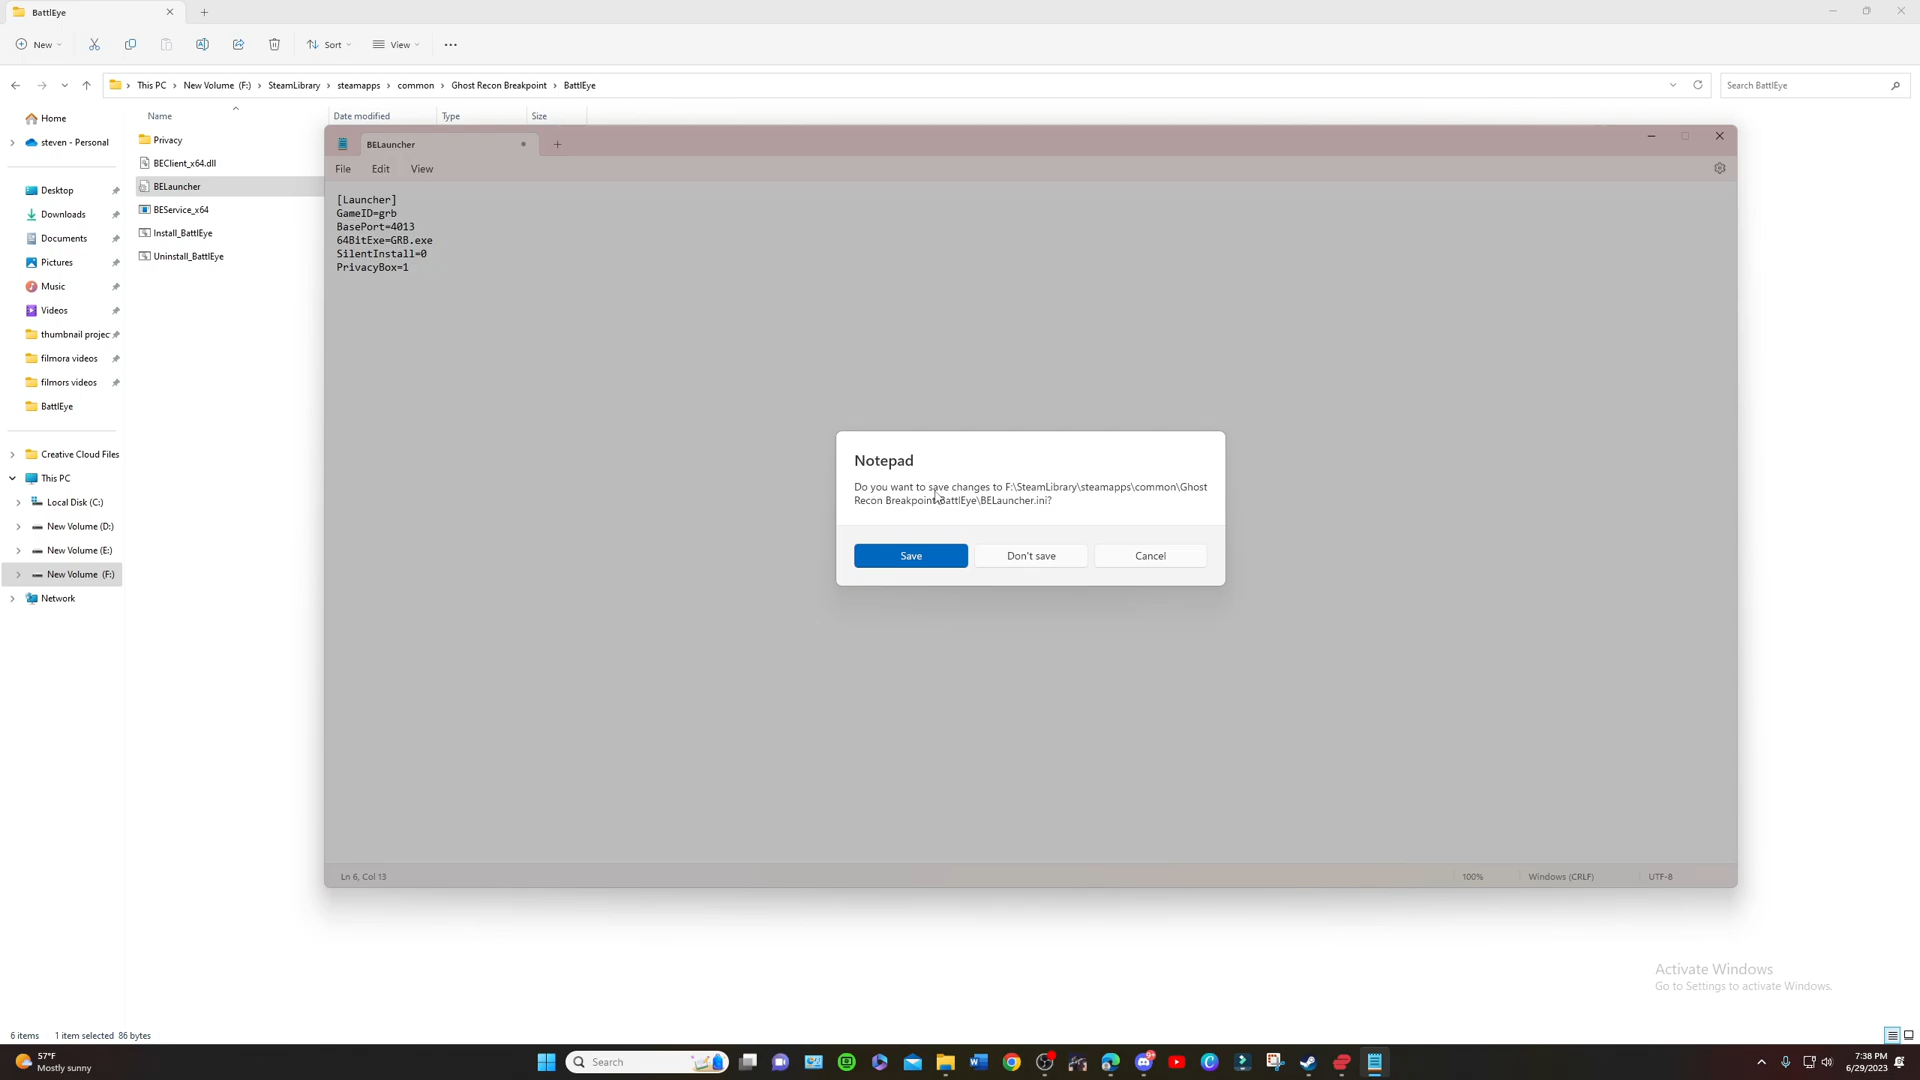 BattlEye
New
Sort
View
This PC > New Volume (F:) > SteamLibrary > steamapps > common > Ghost Recon Breakpoint > BattlEye
Search BattlEye
Home
steven - Personal
Desktop
Downloads
Documents
Pictures
Music
Videos
thumbnail projec
filmora videos
filmors videos
BattlEye
Creative Cloud Files
This PC
Local Disk (C:)
New Volume (D:)
New Volume (E:)
New Volume (F:)
Network
Name
Date modified
Type
Size
Privacy
BEClient_x64.dll
BELauncher
BEService_x64
Install_BattlEye
Uninstall_BattlEye
BELauncher
File
Edit
View
[Launcher]
GameID=grb
BasePort=4013
64BitExe=GRB.exe
SilentInstall=0
PrivacyBox=1
Notepad
Do you want to save changes to F:\SteamLibrary\steamapps\common\Ghost
Recon Breakpoint\BattlEye\BELauncher.ini?
Save
Don't save
Cancel
Ln 6, Col 13
100%
Windows (CRLF)
UTF-8
Activate Windows
Go to Settings to activate Windows.
6 items
1 item selected 86 bytes
57°F
Mostly sunny
Search
9+
7:38 PM
6/29/2023